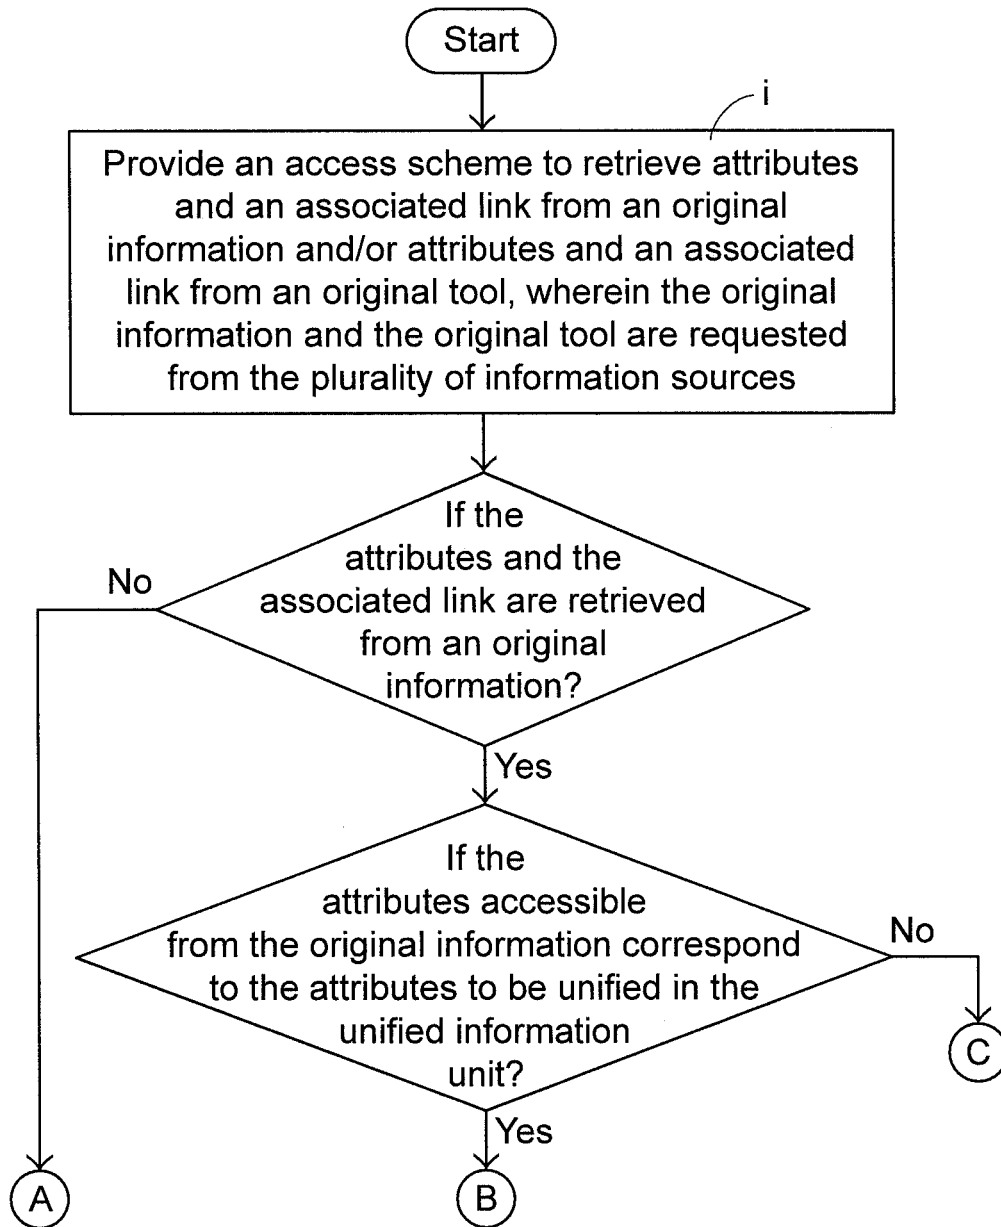 Start
i
Provide an access scheme to retrieve attributes
and an associated link from an original
information and/or attributes and an associated
link from an original tool, wherein the original
information and the original tool are requested
from the plurality of information sources
If the
attributes and the
associated link are retrieved
from an original
information?
No
Yes
If the
attributes accessible
from the original information correspond
to the attributes to be unified in the
unified information
unit?
No
C
Yes
A
B